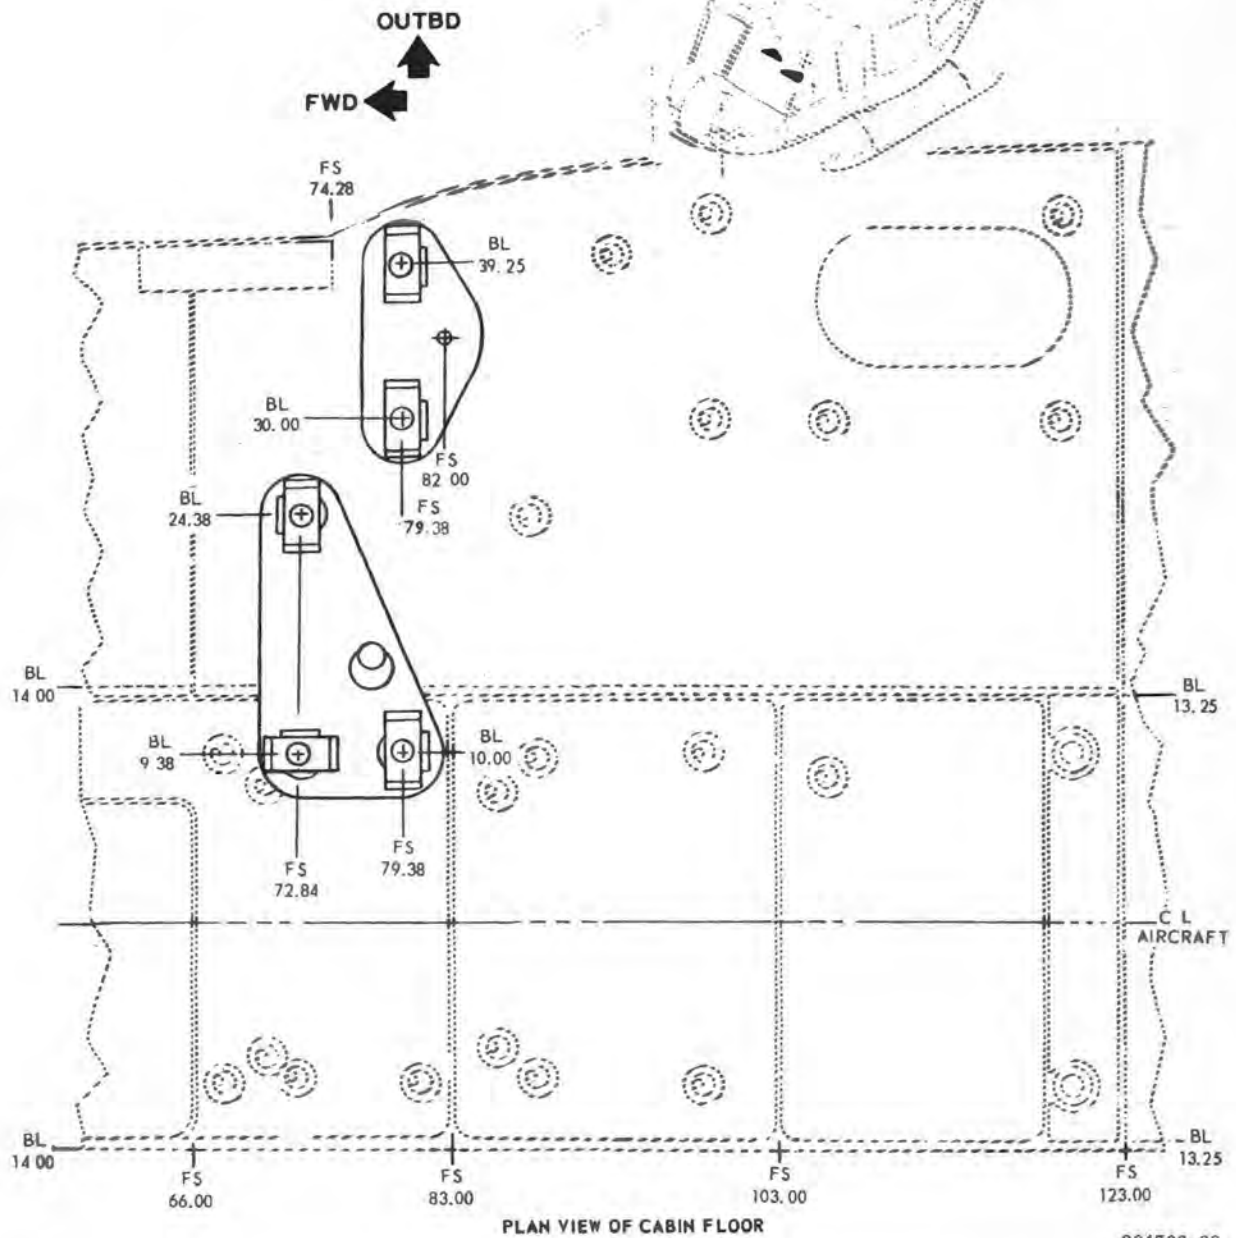 OUTBD
FWD
FS
74.28
BL
39.25
BL
30.00
FS
82 00
FS
79.38
BL
24.38
BL
14 00
BL
13.25
BL
9 38
BL
10.00
FS
72.84
FS
79.38
C L
AIRCRAFT
BL
14 00
BL
13.25
FS
66.00
FS
83.00
FS
103.00
FS
123.00
PLAN VIEW OF CABIN FLOOR